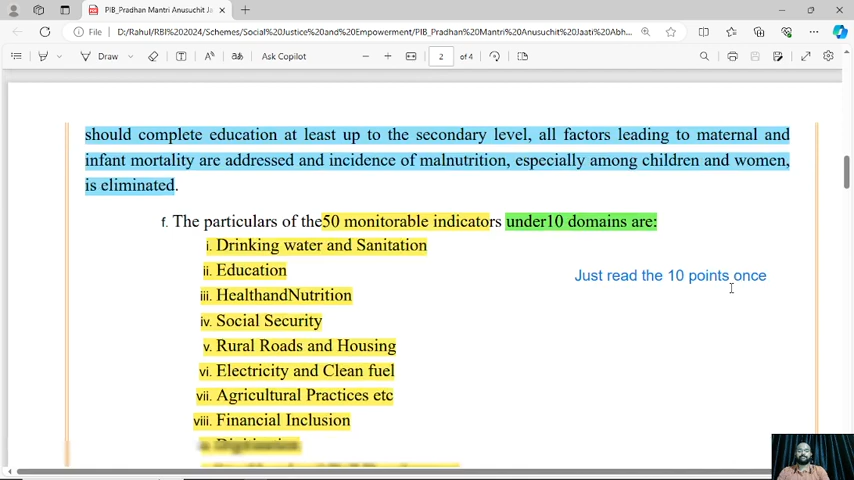 PIB_Pradhan Mantri Anusuchit Ja
File
D:/Rahul/RBI%202024/Schemes/Social%20Justice%20and%20Empowerment/PIB_Pradhan%20Mantri%20Anusuchit%20Jaati%20Abh...
Draw
Ask Copilot
2 of 4
should complete education at least up to the secondary level, all factors leading to maternal and
infant mortality are addressed and incidence of malnutrition, especially among children and women,
is eliminated.
f. The particulars of the50 monitorable indicators under10 domains are:
i. Drinking water and Sanitation
ii. Education
Just read the 10 points once
iii. HealthandNutrition
iv. Social Security
v. Rural Roads and Housing
vi. Electricity and Clean fuel
vii. Agricultural Practices etc
viii. Financial Inclusion